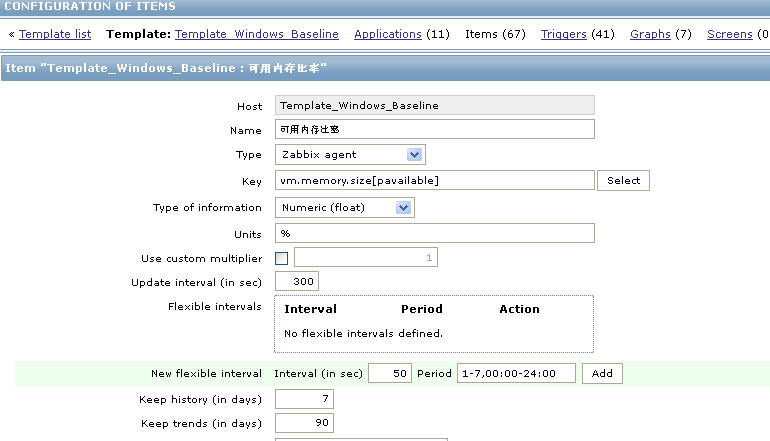 CONFIGURATION OF ITEMS
« Template list Template: Template_Windows_Baseline Applications (11) Items (67) Triggers (41) Graphs (7) Screens (0
Item "Template_Windows_Baseline : 可用内存比率"
Host Template_Windows_Baseline
Name 可用内存比率
Type Zabbix agent
Key vm.memory.size[pavailable] Select
Type of information Numeric (float)
Units %
Use custom multiplier 1
Update interval (in sec) 300
Flexible intervals Interval Period Action
No flexible intervals defined.
New flexible interval Interval (in sec) 50 Period 1-7,00:00-24:00 Add
Keep history (in days) 7
Keep trends (in days) 90